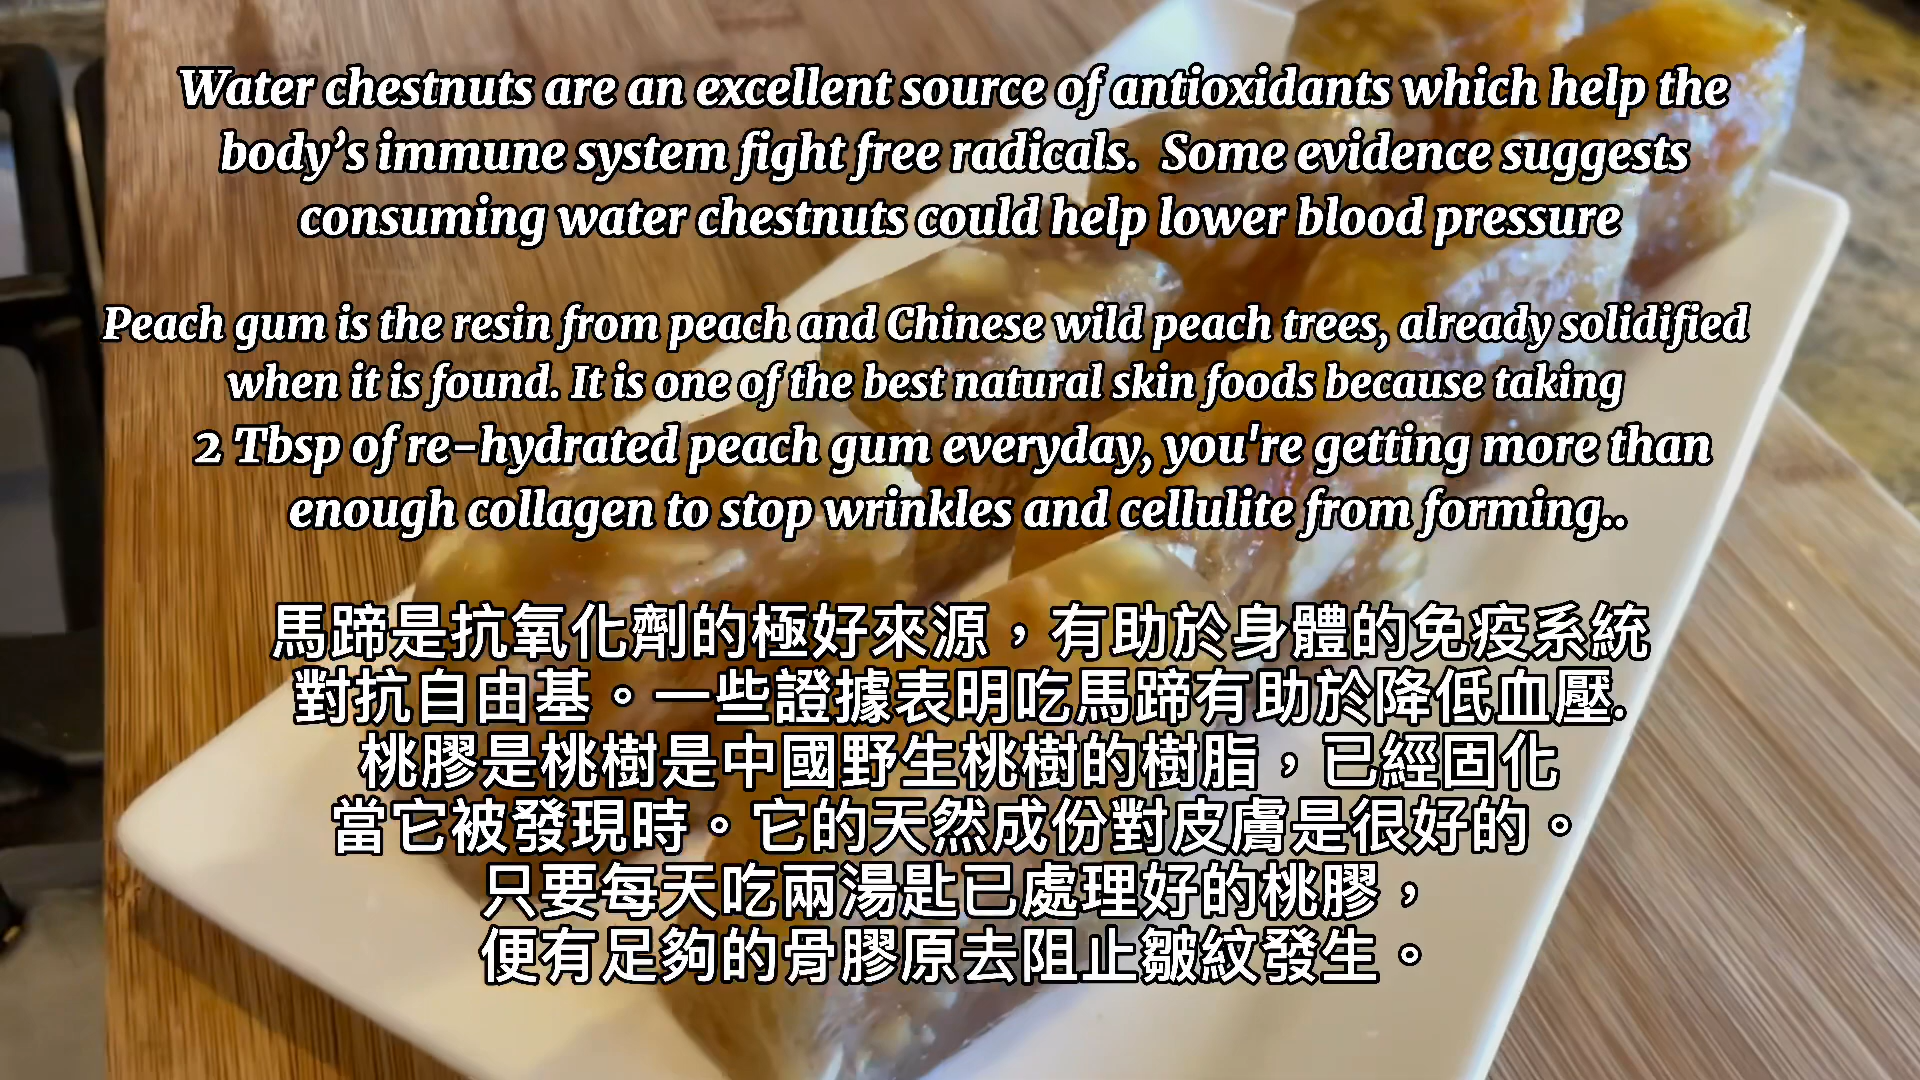 Water chestnuts are an excellent source of antioxidants which help the
body’s immune system fight free radicals.  Some evidence suggests
consuming water chestnuts could help lower blood pressure
Peach gum is the resin from peach and Chinese wild peach trees, already solidified
when it is found. It is one of the best natural skin foods because taking
2 Tbsp of re-hydrated peach gum everyday, you're getting more than
enough collagen to stop wrinkles and cellulite from forming..
馬蹄是抗氧化劑的極好來源，有助於身體的免疫系統
對抗自由基。一些證據表明吃馬蹄有助於降低血壓.
桃膠是桃樹是中國野生桃樹的樹脂，已經固化
當它被發現時。它的天然成份對皮膚是很好的。
只要每天吃兩湯匙已處理好的桃膠，
便有足夠的骨膠原去阻止皺紋發生。